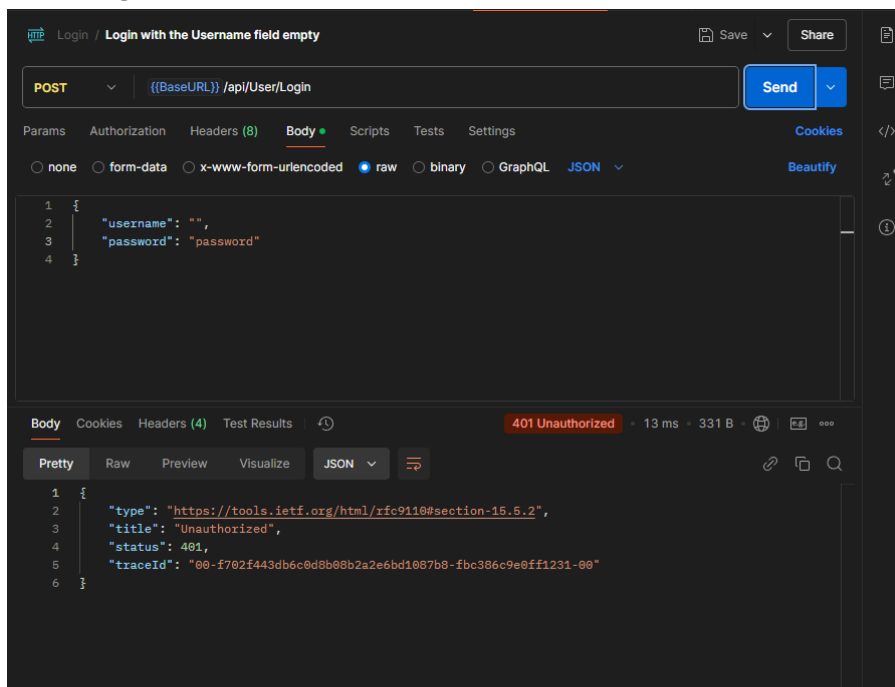 HTTP Login / Login with the Username field empty Save Share
POST {{BaseURL}} /api/User/Login Send
Params Authorization Headers (8) Body Scripts Tests Settings Cookies
none form-data x-www-form-urlencoded raw binary GraphQL JSON Beautify
1 {
2 "username": "",
3 "password": "password"
4 }
Body Cookies Headers (4) Test Results 401 Unauthorized 13 ms 331 B e.g.
Pretty Raw Preview Visualize JSON
1 {
2 "type": "https://tools.ietf.org/html/rfc9110#section-15.5.2",
3 "title": "Unauthorized",
4 "status": 401,
5 "traceId": "00-f702f443db6c0d8b08b2a2e6bd1087b8-fbc386c9e0ff1231-00"
6 }